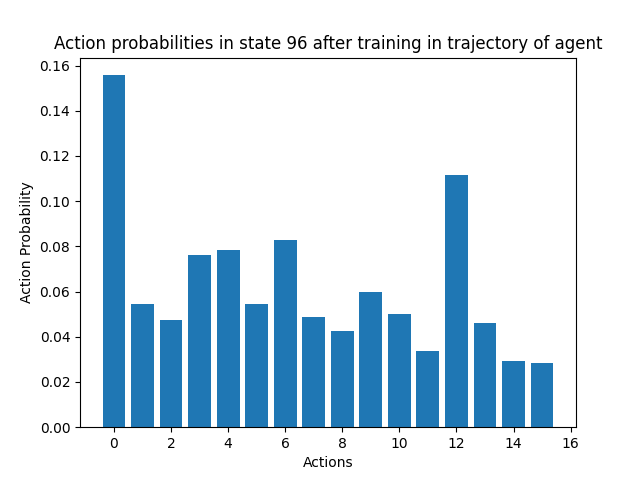 Action probabilities in state 96 after training in trajectory of agent
0.16
0.14
0.12
0.10
0.08
0.06
0.04
0.02
0.00
Action Probability
0 2 4 6 8 10 12 14 16
Actions